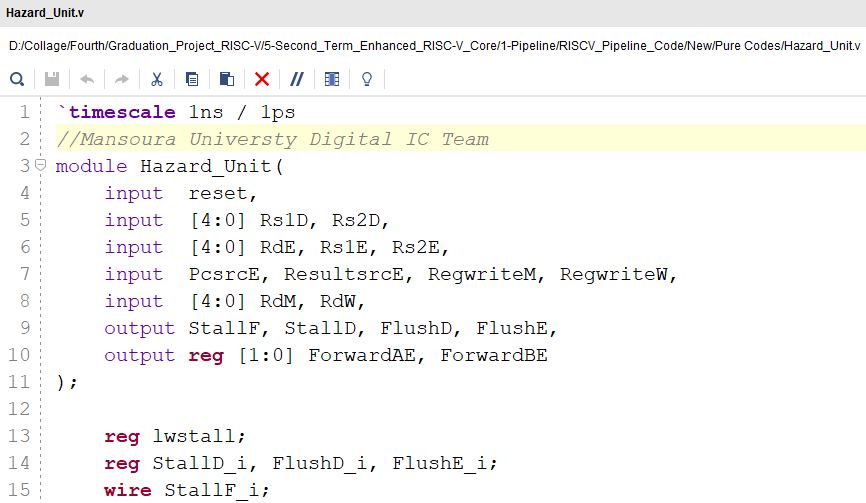 Hazard_Unit.v
D:/Collage/Fourth/Graduation_Project_RISC-V/5-Second_Term_Enhanced_RISC-V_Core/1-Pipeline/RISCV_Pipeline_Code/New/Pure Codes/Hazard_Unit.v
1 `timescale 1ns / 1ps
2 //Mansoura Universty Digital IC Team
3 module Hazard_Unit(
4 input  reset,
5 input  [4:0] Rs1D, Rs2D,
6 input  [4:0] RdE, Rs1E, Rs2E,
7 input  PcsrcE, ResultsrcE, RegwriteM, RegwriteW,
8 input  [4:0] RdM, RdW,
9 output StallF, StallD, FlushD, FlushE,
10 output reg [1:0] ForwardAE, ForwardBE
11 );
12
13 reg lwstall;
14 reg StallD_i, FlushD_i, FlushE_i;
15 wire StallF_i;